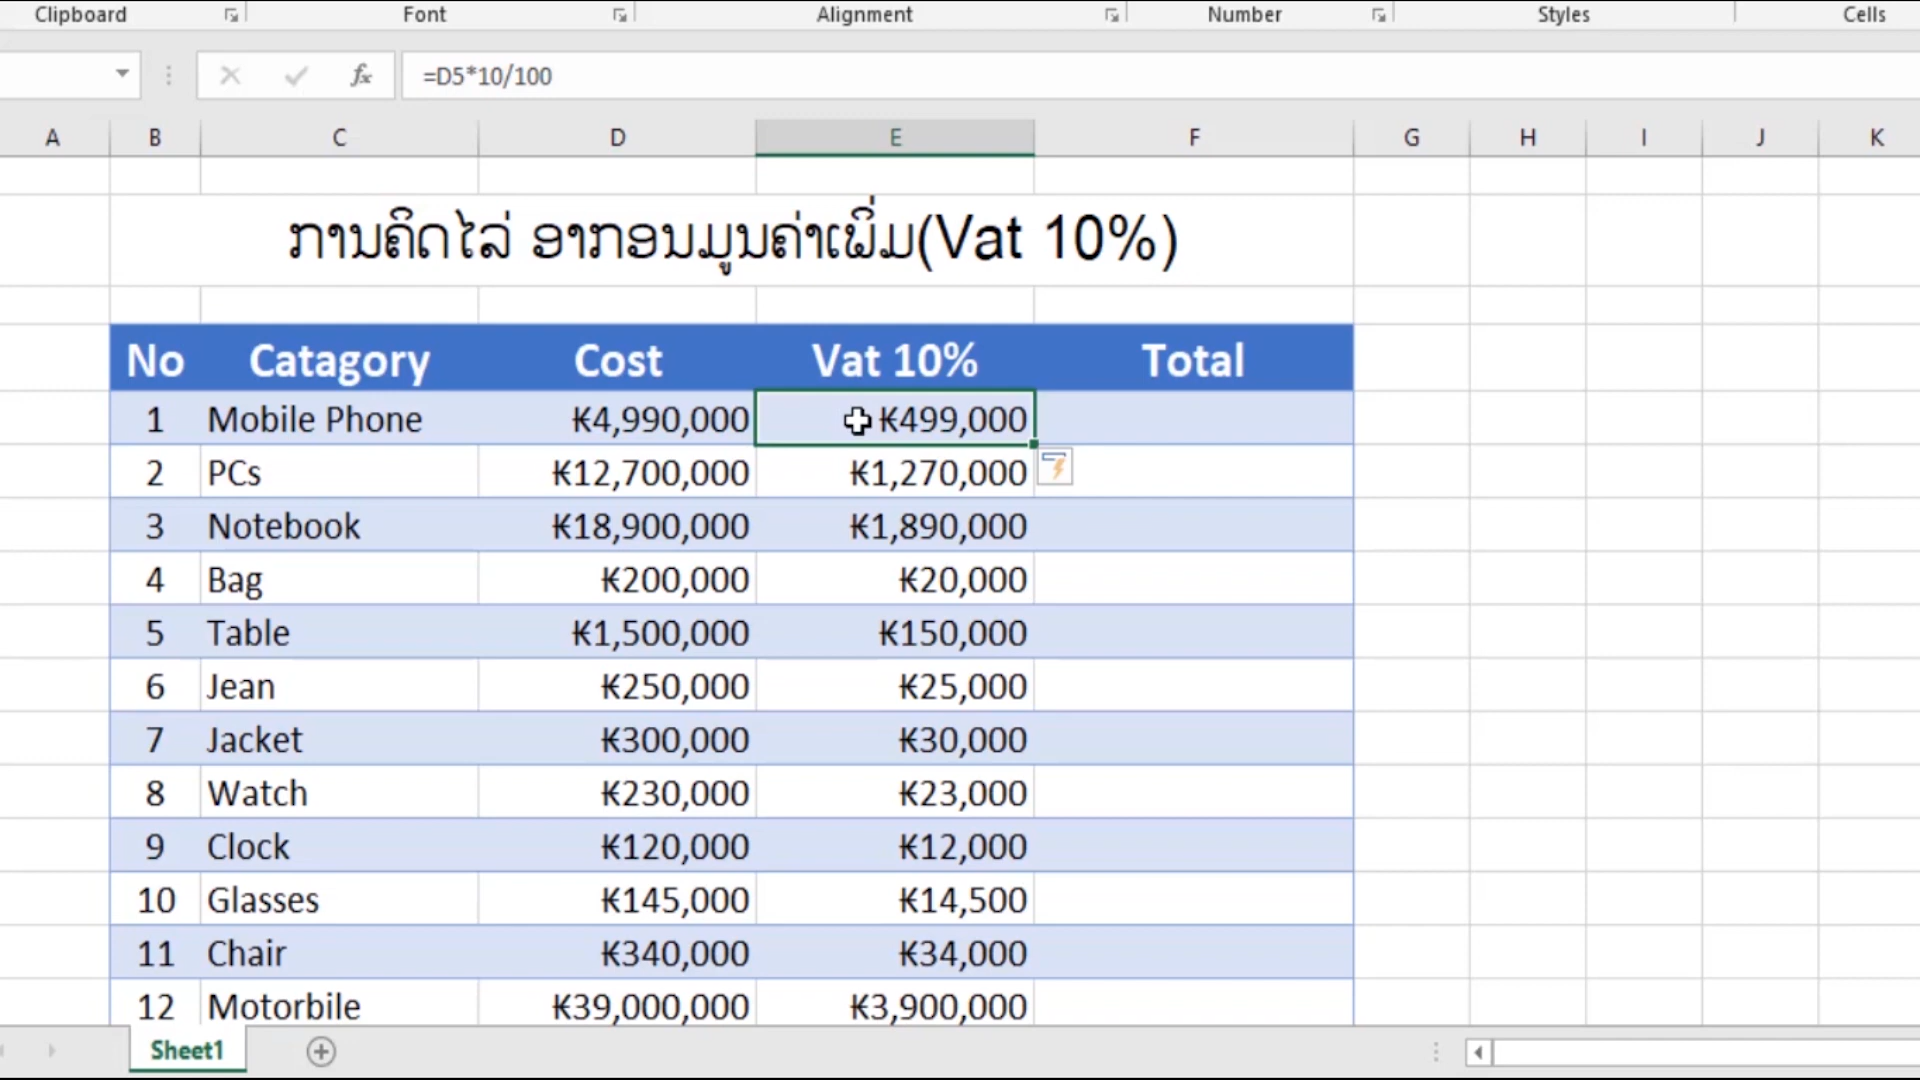 Clipboard Font Alignment Number Styles Cells
fx =D5*10/100
A B C D E F G H I J K
ການຄິດໄລ່ ອາກອນມູນຄ່າເພິ່ມ(Vat 10%)
No Catagory Cost Vat 10% Total
1 Mobile Phone ₭4,990,000 ₭499,000
2 PCs ₭12,700,000 ₭1,270,000
3 Notebook ₭18,900,000 ₭1,890,000
4 Bag ₭200,000 ₭20,000
5 Table ₭1,500,000 ₭150,000
6 Jean ₭250,000 ₭25,000
7 Jacket ₭300,000 ₭30,000
8 Watch ₭230,000 ₭23,000
9 Clock ₭120,000 ₭12,000
10 Glasses ₭145,000 ₭14,500
11 Chair ₭340,000 ₭34,000
12 Motorbile ₭39,000,000 ₭3,900,000
Sheet1